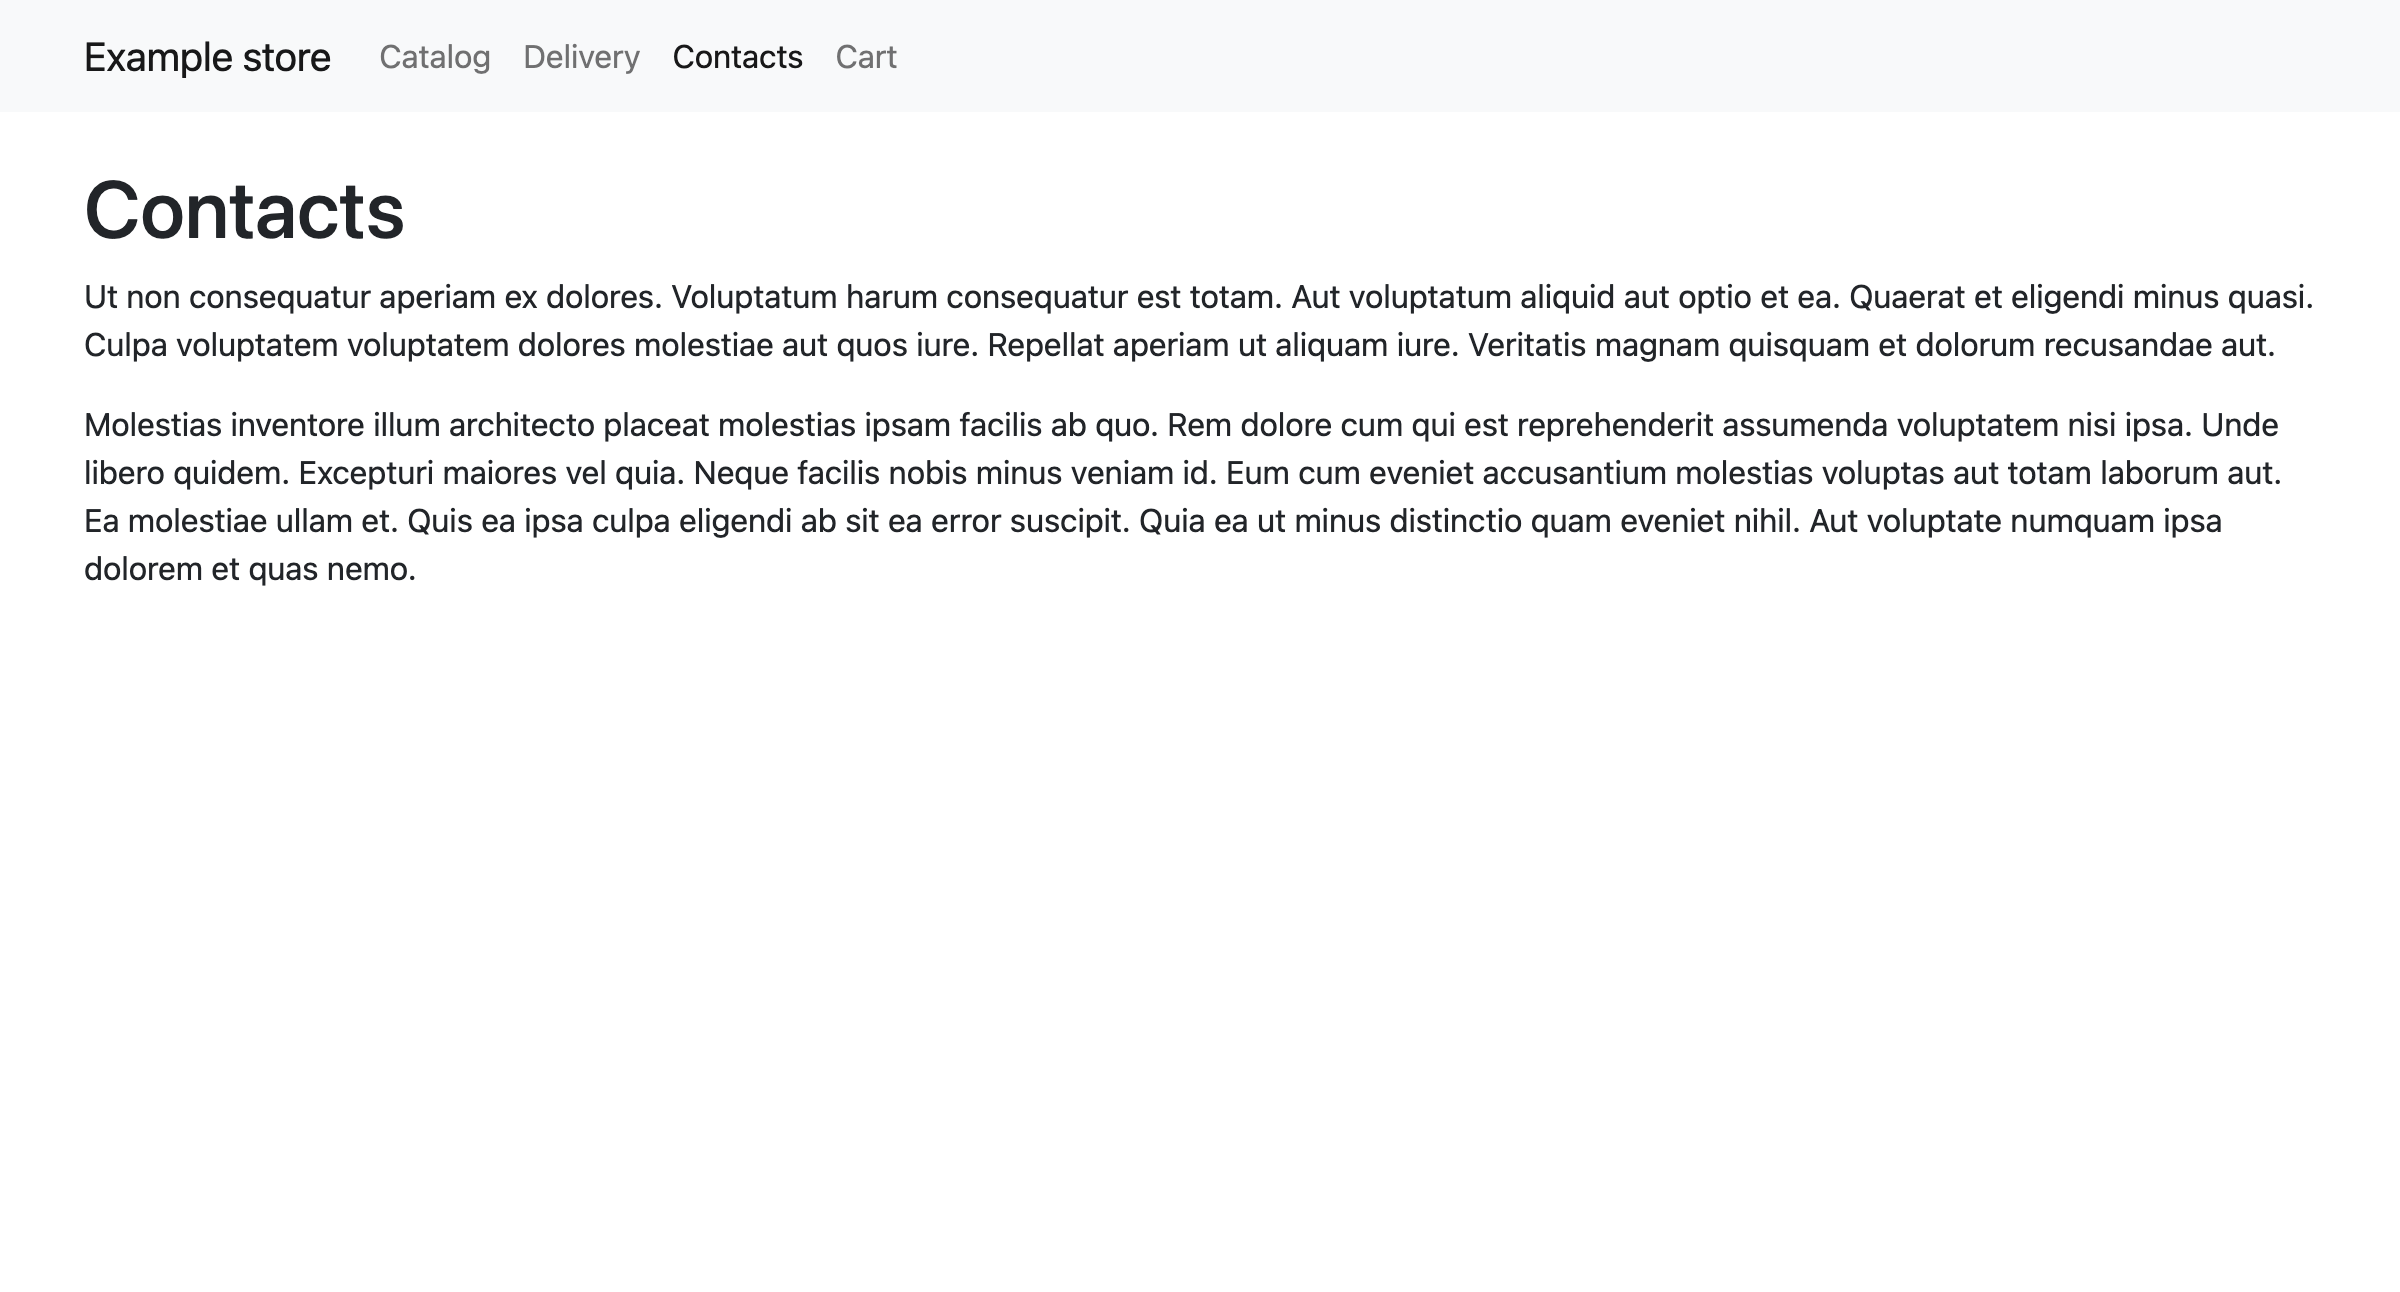 Example store Catalog Delivery Contacts Cart
Contacts
Ut non consequatur aperiam ex dolores. Voluptatum harum consequatur est totam. Aut voluptatum aliquid aut optio et ea. Quaerat et eligendi minus quasi.
Culpa voluptatem voluptatem dolores molestiae aut quos iure. Repellat aperiam ut aliquam iure. Veritatis magnam quisquam et dolorum recusandae aut.
Molestias inventore illum architecto placeat molestias ipsam facilis ab quo. Rem dolore cum qui est reprehenderit assumenda voluptatem nisi ipsa. Unde
libero quidem. Excepturi maiores vel quia. Neque facilis nobis minus veniam id. Eum cum eveniet accusantium molestias voluptas aut totam laborum aut.
Ea molestiae ullam et. Quis ea ipsa culpa eligendi ab sit ea error suscipit. Quia ea ut minus distinctio quam eveniet nihil. Aut voluptate numquam ipsa
dolorem et quas nemo.